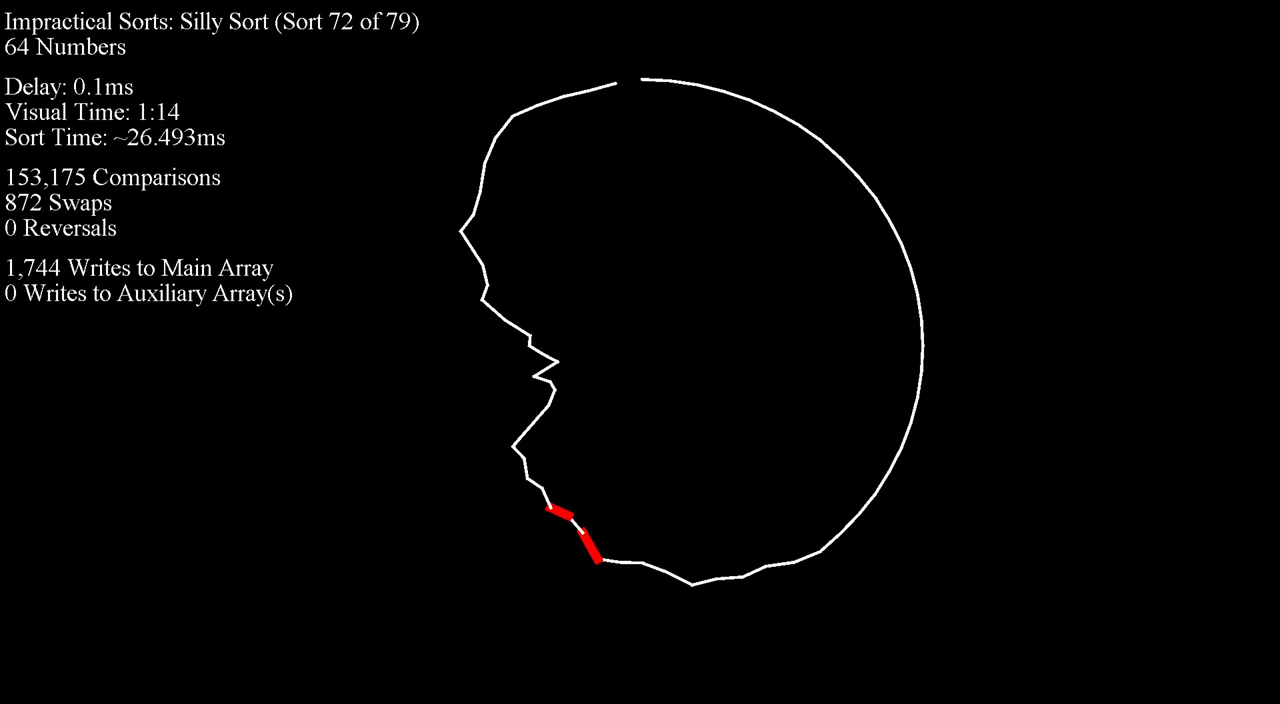 Impractical Sorts: Silly Sort (Sort 72 of 79)
64 Numbers
Delay: 0.1ms
Visual Time: 1:14
Sort Time: ~26.493ms
153,175 Comparisons
872 Swaps
0 Reversals
1,744 Writes to Main Array
0 Writes to Auxiliary Array(s)